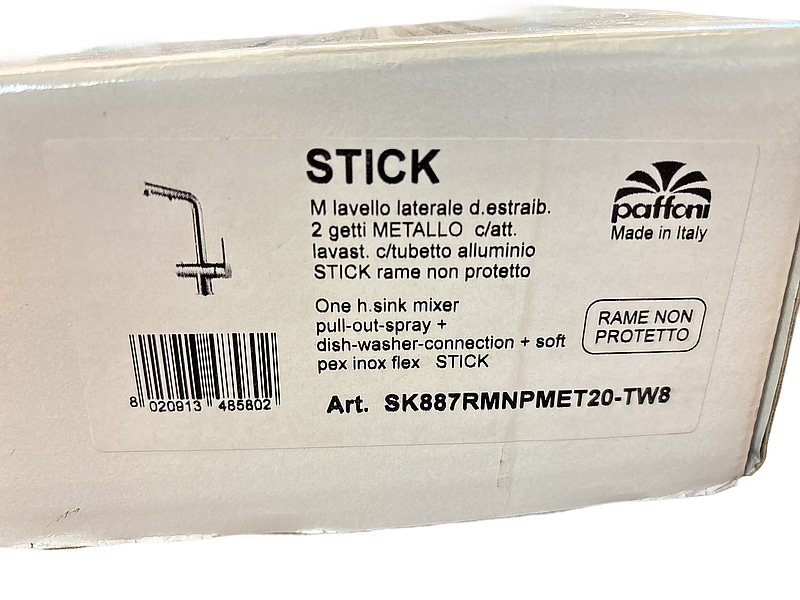 STICK
M lavello laterale d.estraib.
2 getti METALLO c/att.
lavast. c/tubetto alluminio
STICK rame non protetto
One h.sink mixer
pull-out-spray +
dish-washer-connection + soft
pex inox flex STICK
Art. SK887RMNPMET20-TW8
paffoni
Made in Italy
RAME NON
PROTETTO
8 020913 485802